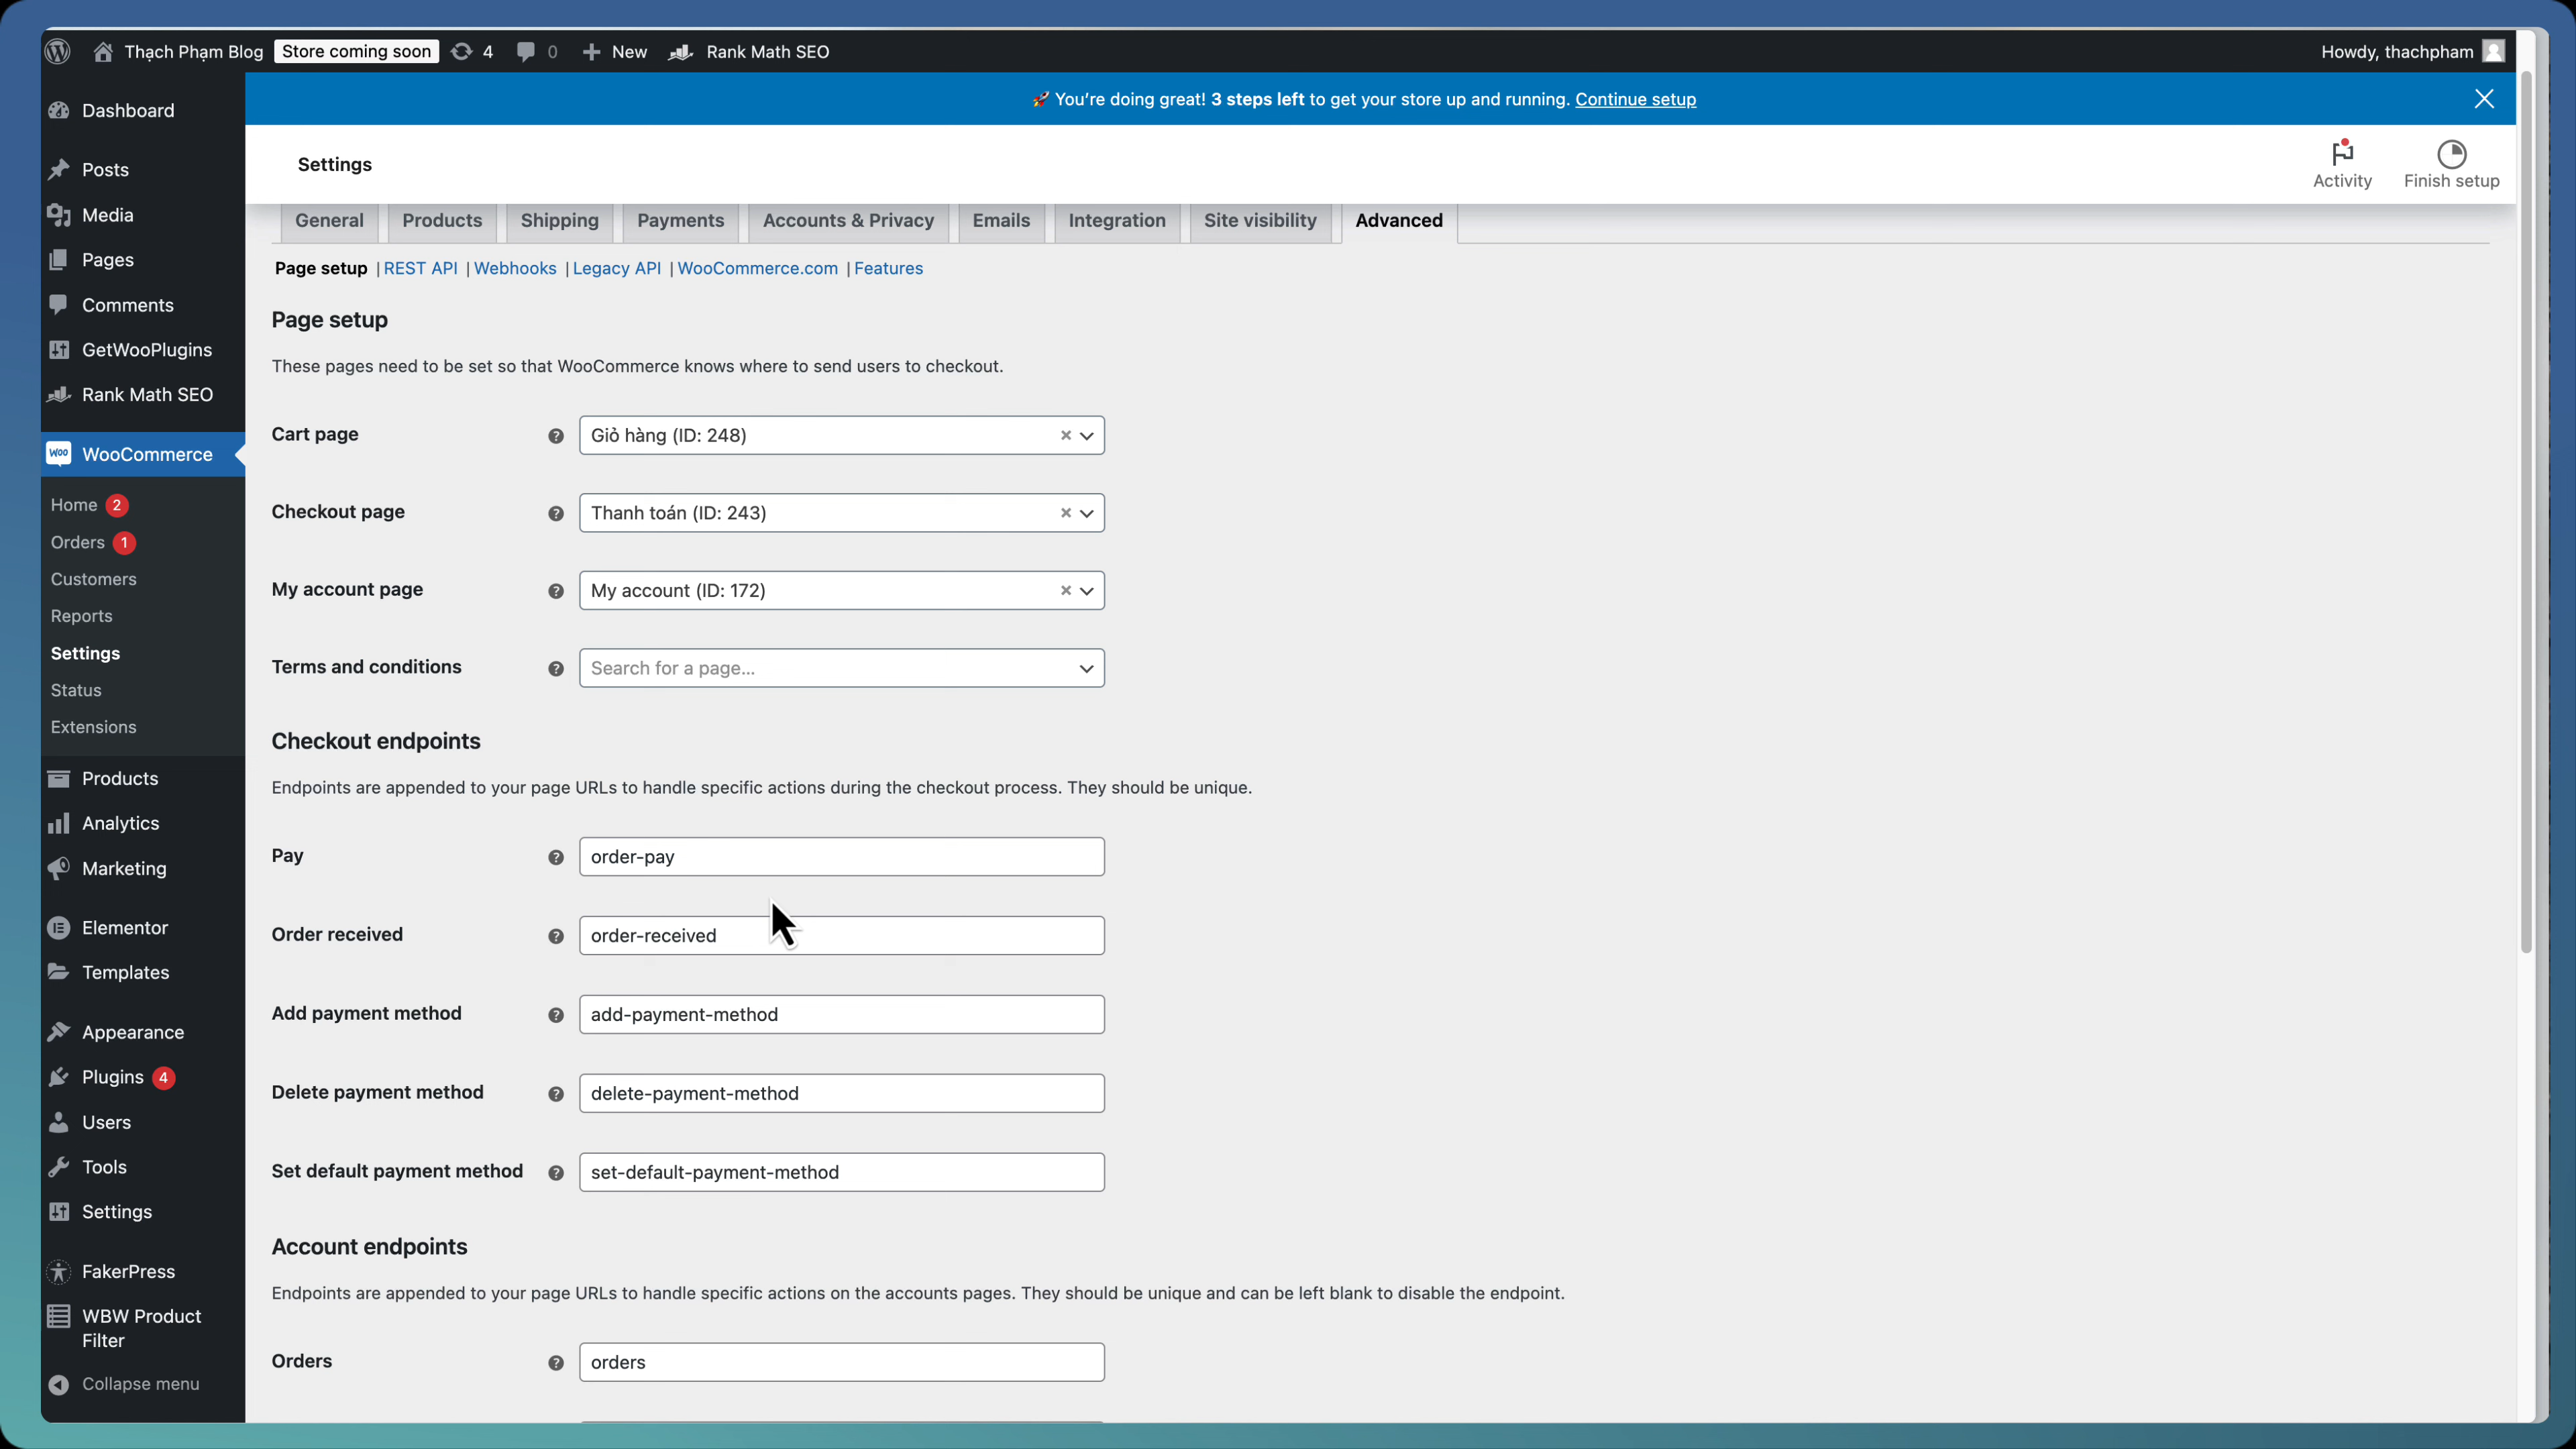 Thạch Phạm Blog Store coming soon 4 0 New Rank Math SEO Howdy, thachpham
🚀 You're doing great! 3 steps left to get your store up and running. Continue setup
Settings
Activity
Finish setup
Dashboard
Posts
Media
Pages
Comments
GetWooPlugins
Rank Math SEO
Woo WooCommerce
Home 2
Orders 1
Customers
Reports
Settings
Status
Extensions
Products
Analytics
Marketing
Elementor
Templates
Appearance
Plugins 4
Users
Tools
Settings
FakerPress
WBW Product
Filter
Collapse menu
General Products Shipping Payments Accounts & Privacy Emails Integration Site visibility Advanced
Page setup | REST API | Webhooks | Legacy API | WooCommerce.com | Features
Page setup
These pages need to be set so that WooCommerce knows where to send users to checkout.
Cart page ? Giỏ hàng (ID: 248) ×
Checkout page ? Thanh toán (ID: 243) ×
My account page ? My account (ID: 172) ×
Terms and conditions ? Search for a page...
Checkout endpoints
Endpoints are appended to your page URLs to handle specific actions during the checkout process. They should be unique.
Pay ? order-pay
Order received ? order-received
Add payment method ? add-payment-method
Delete payment method ? delete-payment-method
Set default payment method ? set-default-payment-method
Account endpoints
Endpoints are appended to your page URLs to handle specific actions on the accounts pages. They should be unique and can be left blank to disable the endpoint.
Orders ? orders